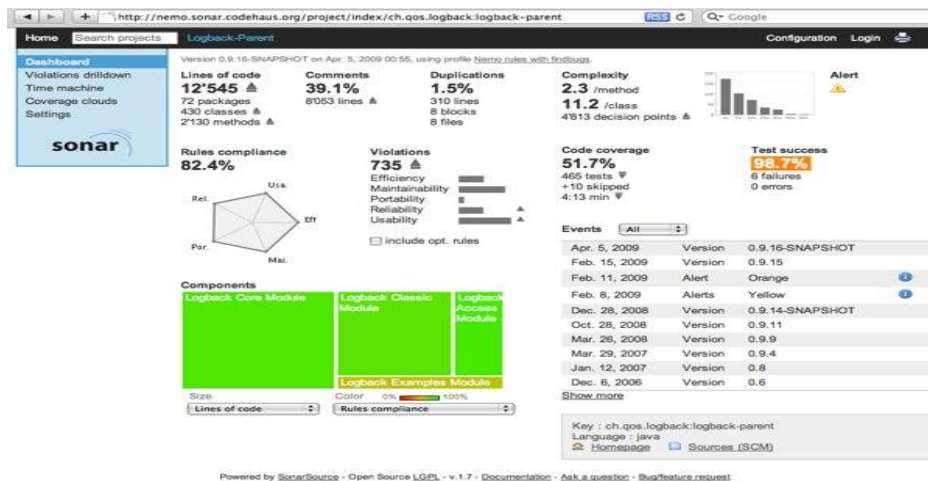 http://nemo.sonar.codehaus.org/project/index/ch.qos.logback:logback-parent
RSS
Google
Home
Search projects
Logback-Parent
Configuration
Login
Dashboard
Violations drilldown
Time machine
Coverage clouds
Settings
sonar
Version 0.9.16-SNAPSHOT on Apr. 5, 2009 00:55, using profile Nemo rules with findbugs.
Lines of code
12'545
72 packages
430 classes
2'130 methods
Comments
39.1%
8'053 lines
Duplications
1.5%
310 lines
8 blocks
8 files
Complexity
2.3 /method
11.2 /class
4'813 decision points
Alert
Rules compliance
82.4%
Usa.
Rel.
Eff
Por.
Mai.
Violations
735
Efficiency
Maintainability
Portability
Reliability
Usability
include opt. rules
Code coverage
51.7%
465 tests
+10 skipped
4:13 min
Test success
98.7%
6 failures
0 errors
Events
All
Apr. 5, 2009 Version 0.9.16-SNAPSHOT
Feb. 15, 2009 Version 0.9.15
Feb. 11, 2009 Alert Orange
Feb. 8, 2009 Alerts Yellow
Dec. 28, 2008 Version 0.9.14-SNAPSHOT
Oct. 28, 2008 Version 0.9.11
Mar. 26, 2008 Version 0.9.9
Mar. 29, 2007 Version 0.9.4
Jan. 12, 2007 Version 0.8
Dec. 6, 2006 Version 0.6
Show more
Components
Logback Core Module
Logback Classic Module
Logback Access Module
Logback Examples Module
Size
Color 0% 100%
Lines of code
Rules compliance
Key : ch.qos.logback:logback-parent
Language : java
Homepage
Sources (SCM)
Powered by SonarSource - Open Source LGPL - v.1.7 - Documentation - Ask a question - Bug/feature request